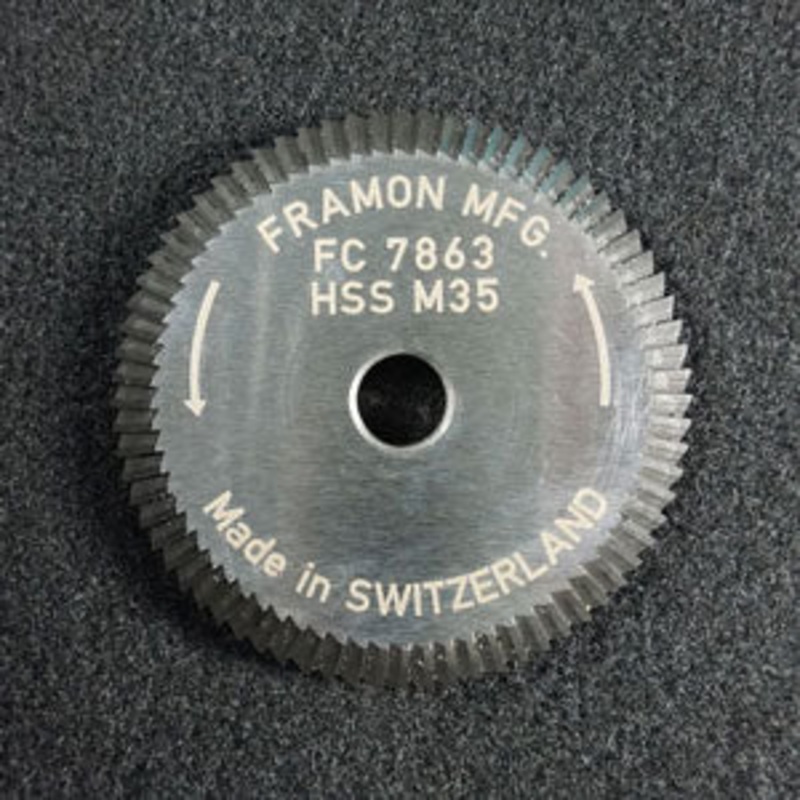 FRAMON MFG.
FC 7863
HSS M35
Made in SWITZERLAND